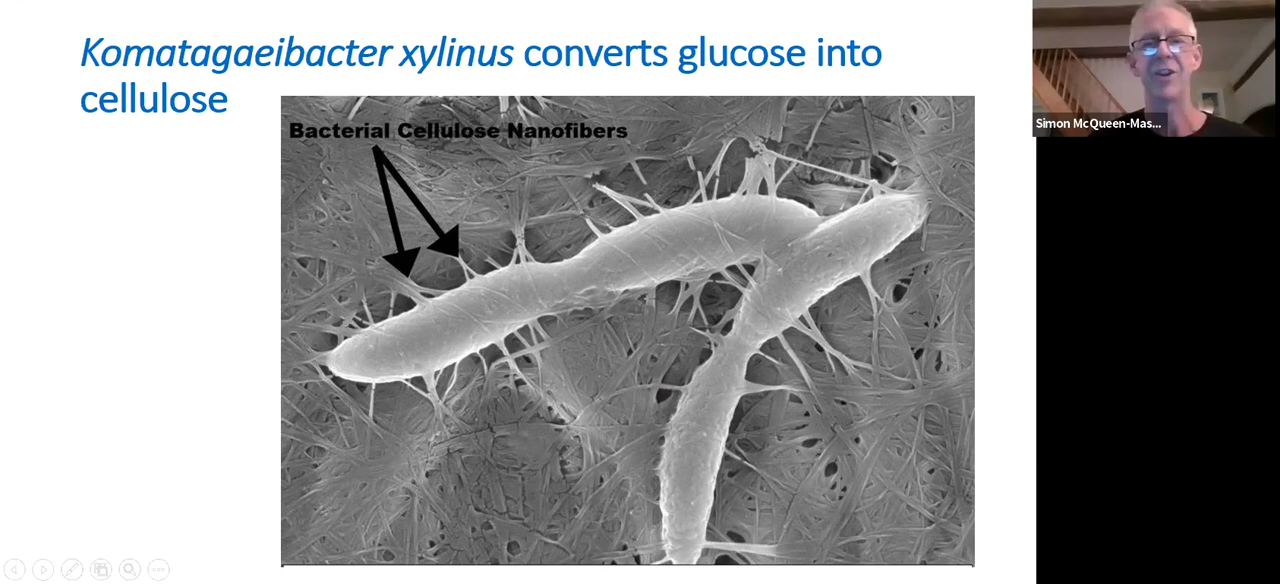 Komatagaeibacter xylinus converts glucose into
cellulose
Bacterial Cellulose Nanofibers
Simon McQueen-Mas...